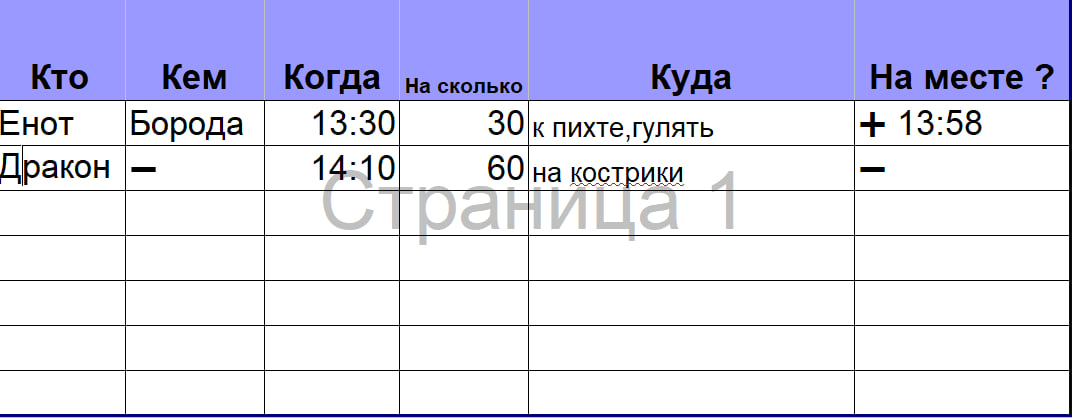 Кто Кем Когда На сколько Куда На месте ?
Енот Борода 13:30 30 к пихте,гулять + 13:58
Дракон – 14:10 60 на кострики –
Страница 1